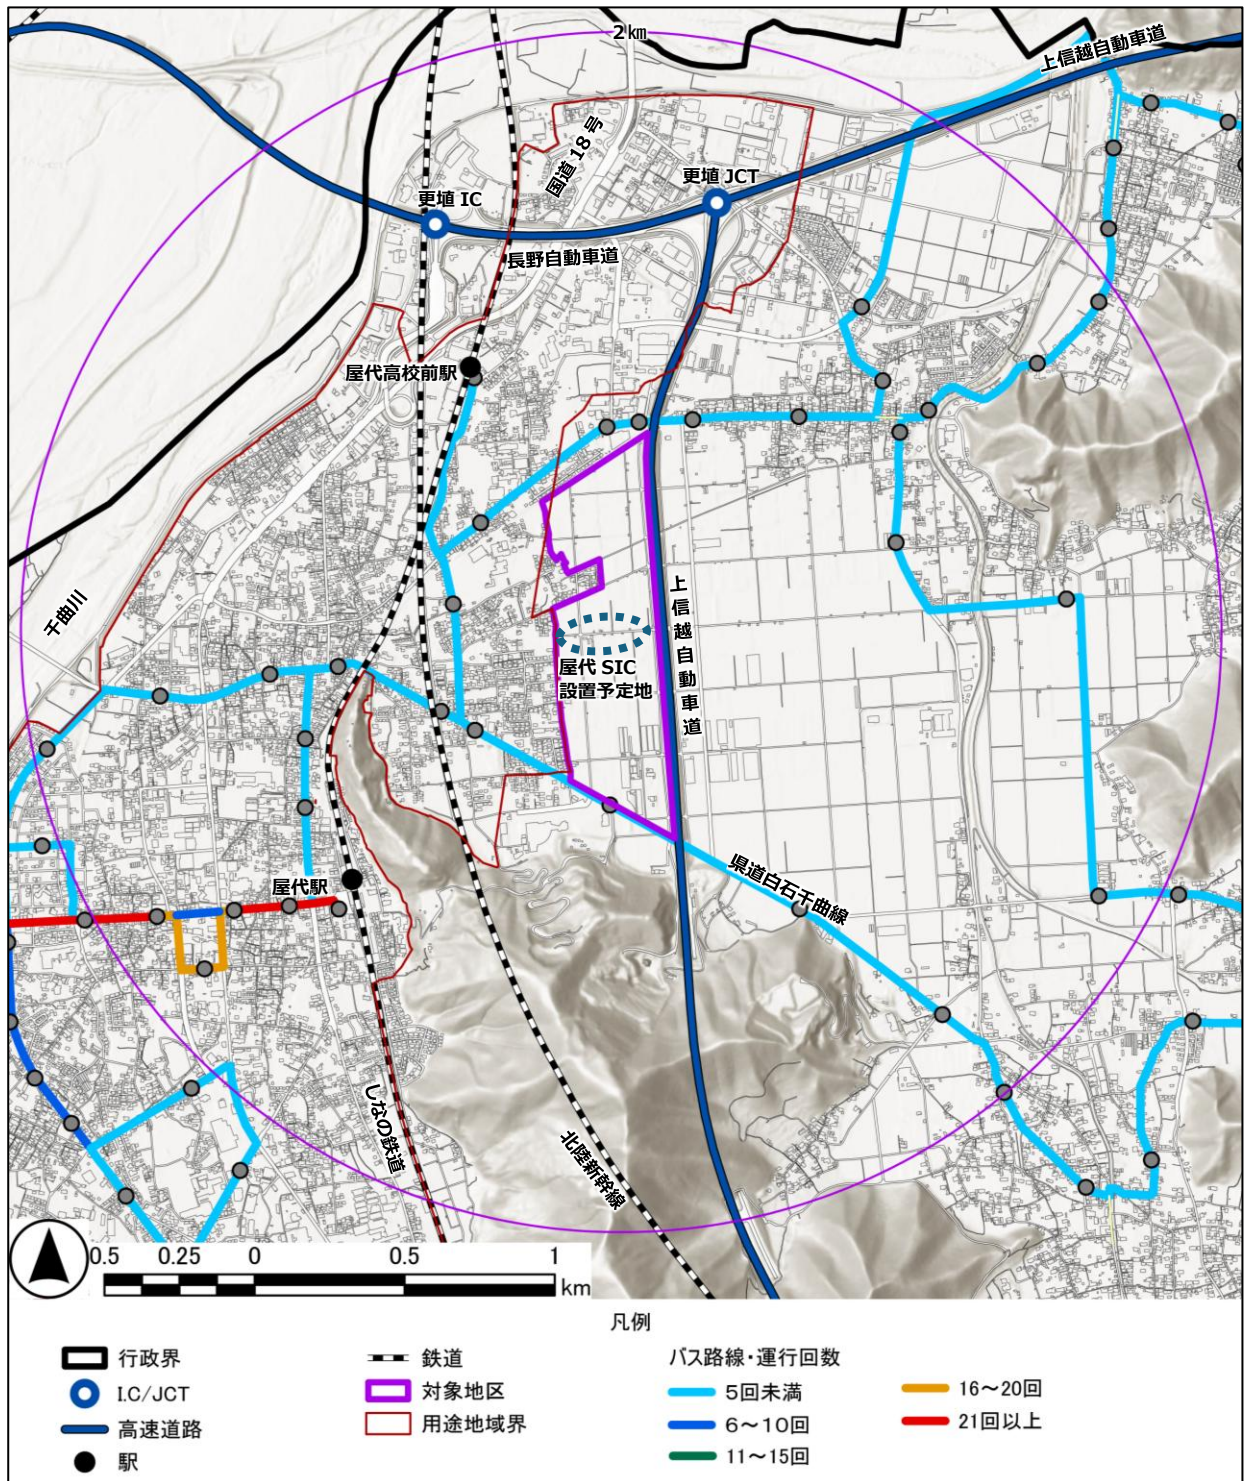 2km
上信越自動車道
国道18号
更埴 JCT
更埴 IC
長野自動車道
屋代高校前駅
千曲川
上信越自動車道
屋代 SIC
設置予定地
県道白石千曲線
屋代駅
しなの鉄道
北陸新幹線
0.5 0.25 0 0.5 1
km
凡例
行政界
I.C/JCT
高速道路
駅
鉄道
対象地区
用途地域界
バス路線・運行回数
5回未満
6~10回
11~15回
16~20回
21回以上